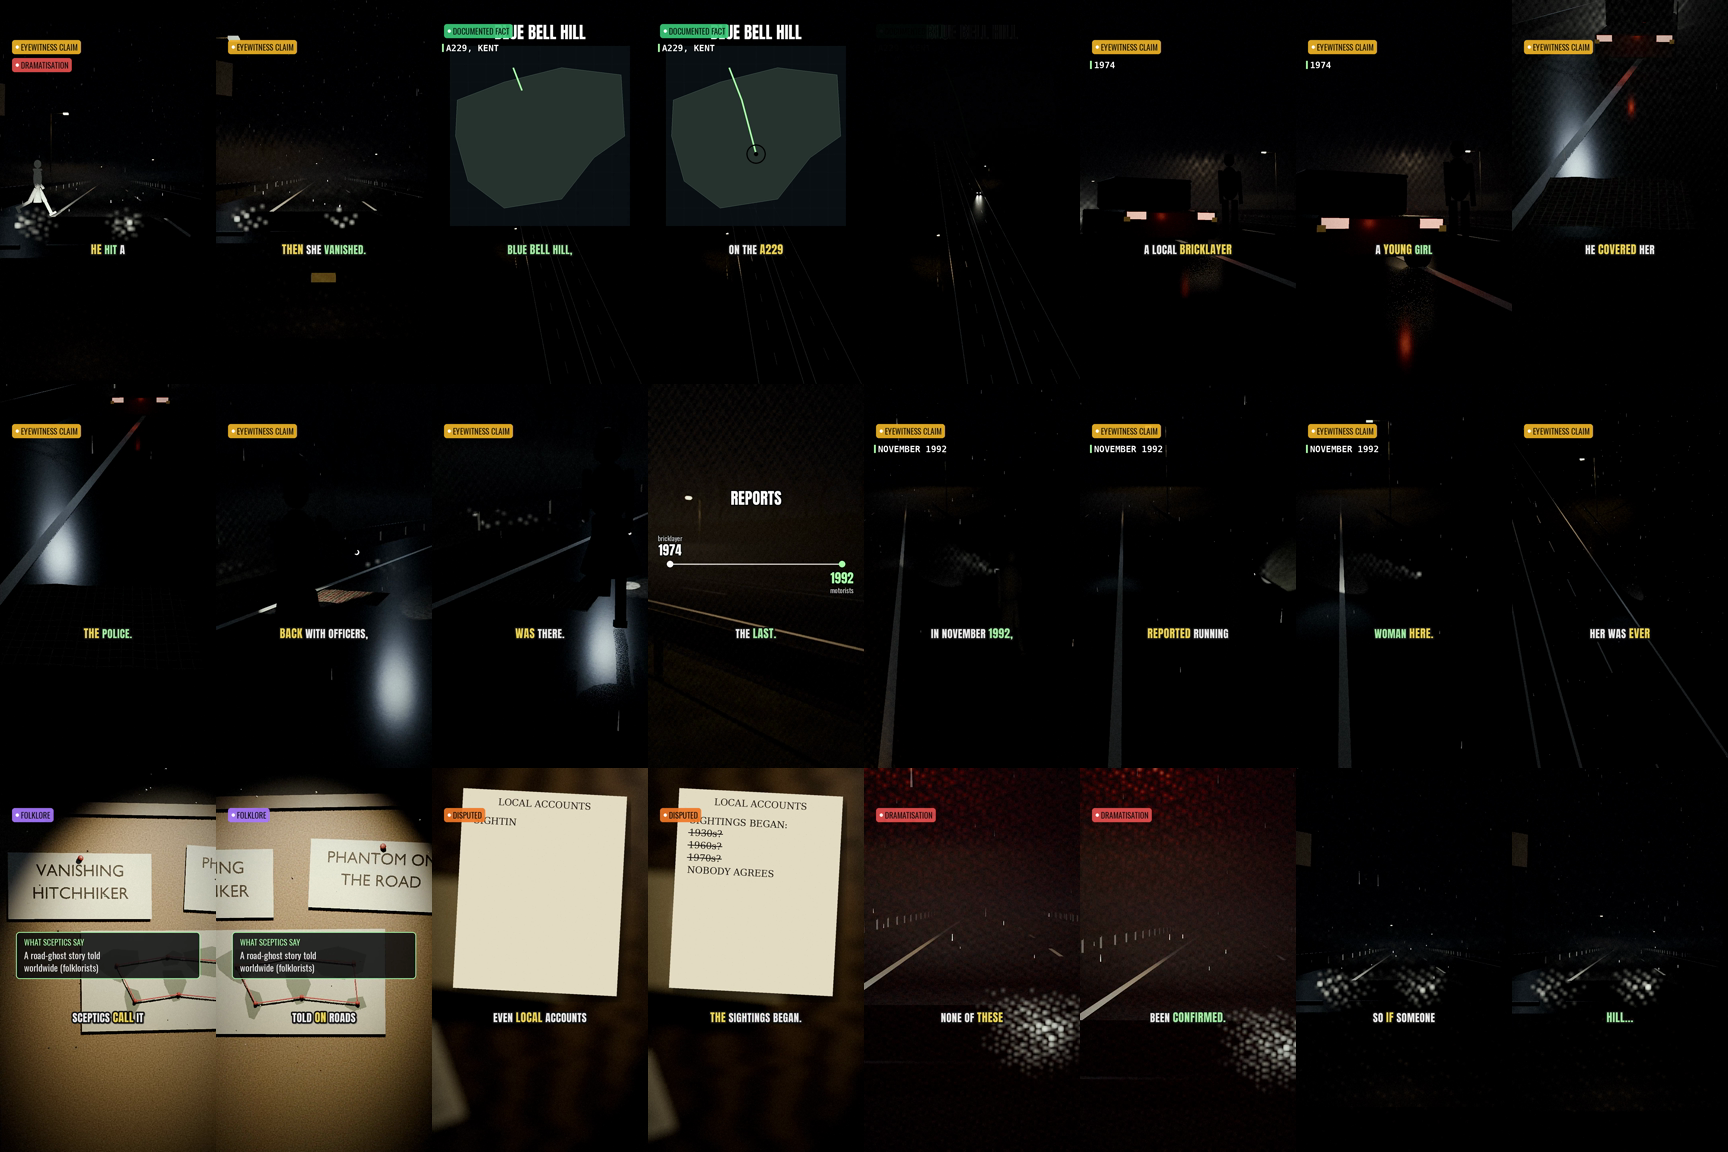 EYEWITNESS CLAIM
DRAMATISATION
HE HIT A
EYEWITNESS CLAIM
THEN SHE VANISHED.
DOCUMENTED FACT
UE BELL HILL
A229, KENT
BLUE BELL HILL,
DOCUMENTED FACT
UE BELL HILL
A229, KENT
ON THE A229
EYEWITNESS CLAIM
1974
A LOCAL BRICKLAYER
EYEWITNESS CLAIM
1974
A YOUNG GIRL
EYEWITNESS CLAIM
HE COVERED HER
EYEWITNESS CLAIM
THE POLICE.
EYEWITNESS CLAIM
BACK WITH OFFICERS,
EYEWITNESS CLAIM
WAS THERE.
REPORTS
bricklayer
1974
1992
motorists
THE LAST.
EYEWITNESS CLAIM
NOVEMBER 1992
IN NOVEMBER 1992,
EYEWITNESS CLAIM
NOVEMBER 1992
REPORTED RUNNING
EYEWITNESS CLAIM
NOVEMBER 1992
WOMAN HERE.
EYEWITNESS CLAIM
HER WAS EVER
FOLKLORE
VANISHING
HITCHHIKER
PH
WHAT SCEPTICS SAY
A road-ghost story told
worldwide (folklorists)
SCEPTICS CALL IT
FOLKLORE
NG
IKER
PHANTOM ON
THE ROAD
WHAT SCEPTICS SAY
A road-ghost story told
worldwide (folklorists)
TOLD ON ROADS
DISPUTED
LOCAL ACCOUNTS
SIGHTIN
EVEN LOCAL ACCOUNTS
DISPUTED
LOCAL ACCOUNTS
SIGHTINGS BEGAN:
1930s?
1960s?
1970s?
NOBODY AGREES
THE SIGHTINGS BEGAN.
DRAMATISATION
NONE OF THESE
DRAMATISATION
BEEN CONFIRMED.
SO IF SOMEONE
HILL...